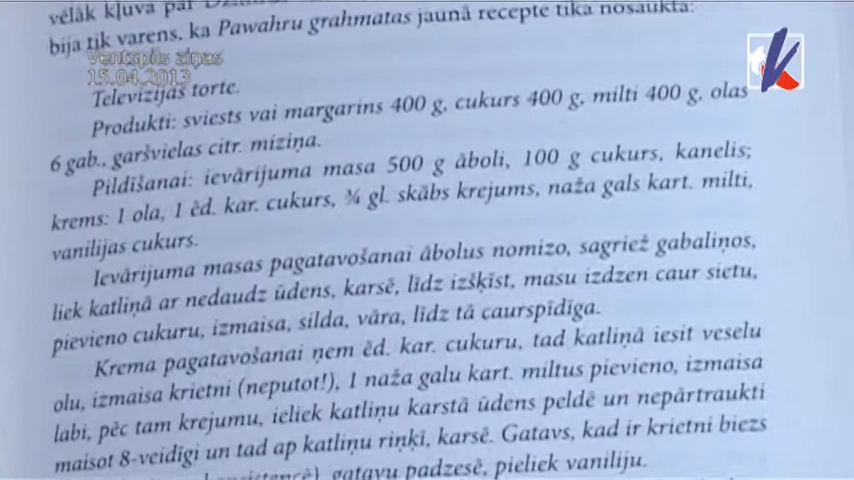 vēlāk kļuva par
bija tik varens, ka Pawahru grahmatas jaunā recepte tika nosaukta:
Ventspils ziņas
15.04.2013
Televīzijas torte.
Produkti: sviests vai margarīns 400 g, cukurs 400 g, milti 400 g, olas
6 gab., garšvielas citr. miziņa.
Pildīšanai: ievārījuma masa 500 g āboli, 100 g cukurs, kanelis;
krems: 1 ola, 1 ēd. kar. cukurs, ¾ gl. skābs krejums, naža gals kart. milti,
vanilijas cukurs.
Ievārījuma masas pagatavošanai ābolus nomizo, sagriež gabaliņos,
liek katliņā ar nedaudz ūdens, karsē, līdz izšķīst, masu izdzen caur sietu,
pievieno cukuru, izmaisa, silda, vāra, līdz tā caurspīdīga.
Krema pagatavošanai ņem ēd. kar. cukuru, tad katliņā iesit veselu
olu, izmaisa krietni (neputot!), 1 naža galu kart. miltus pievieno, izmaisa
labi, pēc tam krejumu, ieliek katliņu karstā ūdens peldē un nepārtraukti
maisot 8-veidīgi un tad ap katliņu riņķī, karsē. Gatavs, kad ir krietni biezs
gatavu padzesē, pieliek vaniliju.